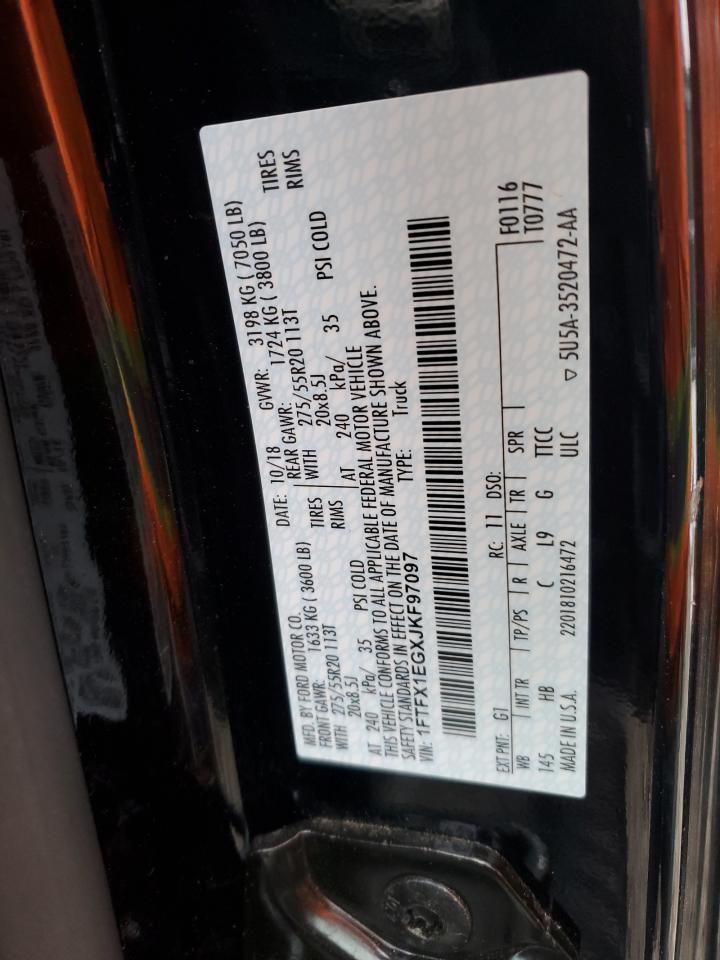 MFD. BY FORD MOTOR CO. DATE: 10/18 GVWR: 3198 KG ( 7050 LB)
FRONT GAWR: 1633 KG ( 3600 LB) REAR GAWR: 1724 KG ( 3800 LB)
WITH 275/55R20 113T TIRES WITH 275/55R20 113T TIRES
20x8.5J RIMS 20x8.5J RIMS
AT 240 kPa/ 35 PSI COLD AT 240 kPa/ 35 PSI COLD
THIS VEHICLE CONFORMS TO ALL APPLICABLE FEDERAL MOTOR VEHICLE
SAFETY STANDARDS IN EFFECT ON THE DATE OF MANUFACTURE SHOWN ABOVE.
VIN: 1FTFX1EGXJKF97097 TYPE: Truck
EXT PNT: G1 RC: 11 DSO: F0116
WB INT TR TP/PS R AXLE TR SPR T0777
145 HB C L9 G TTCC
MADE IN U.S.A. 2201810216472 ULC ▽ 5U5A-3520472-AA